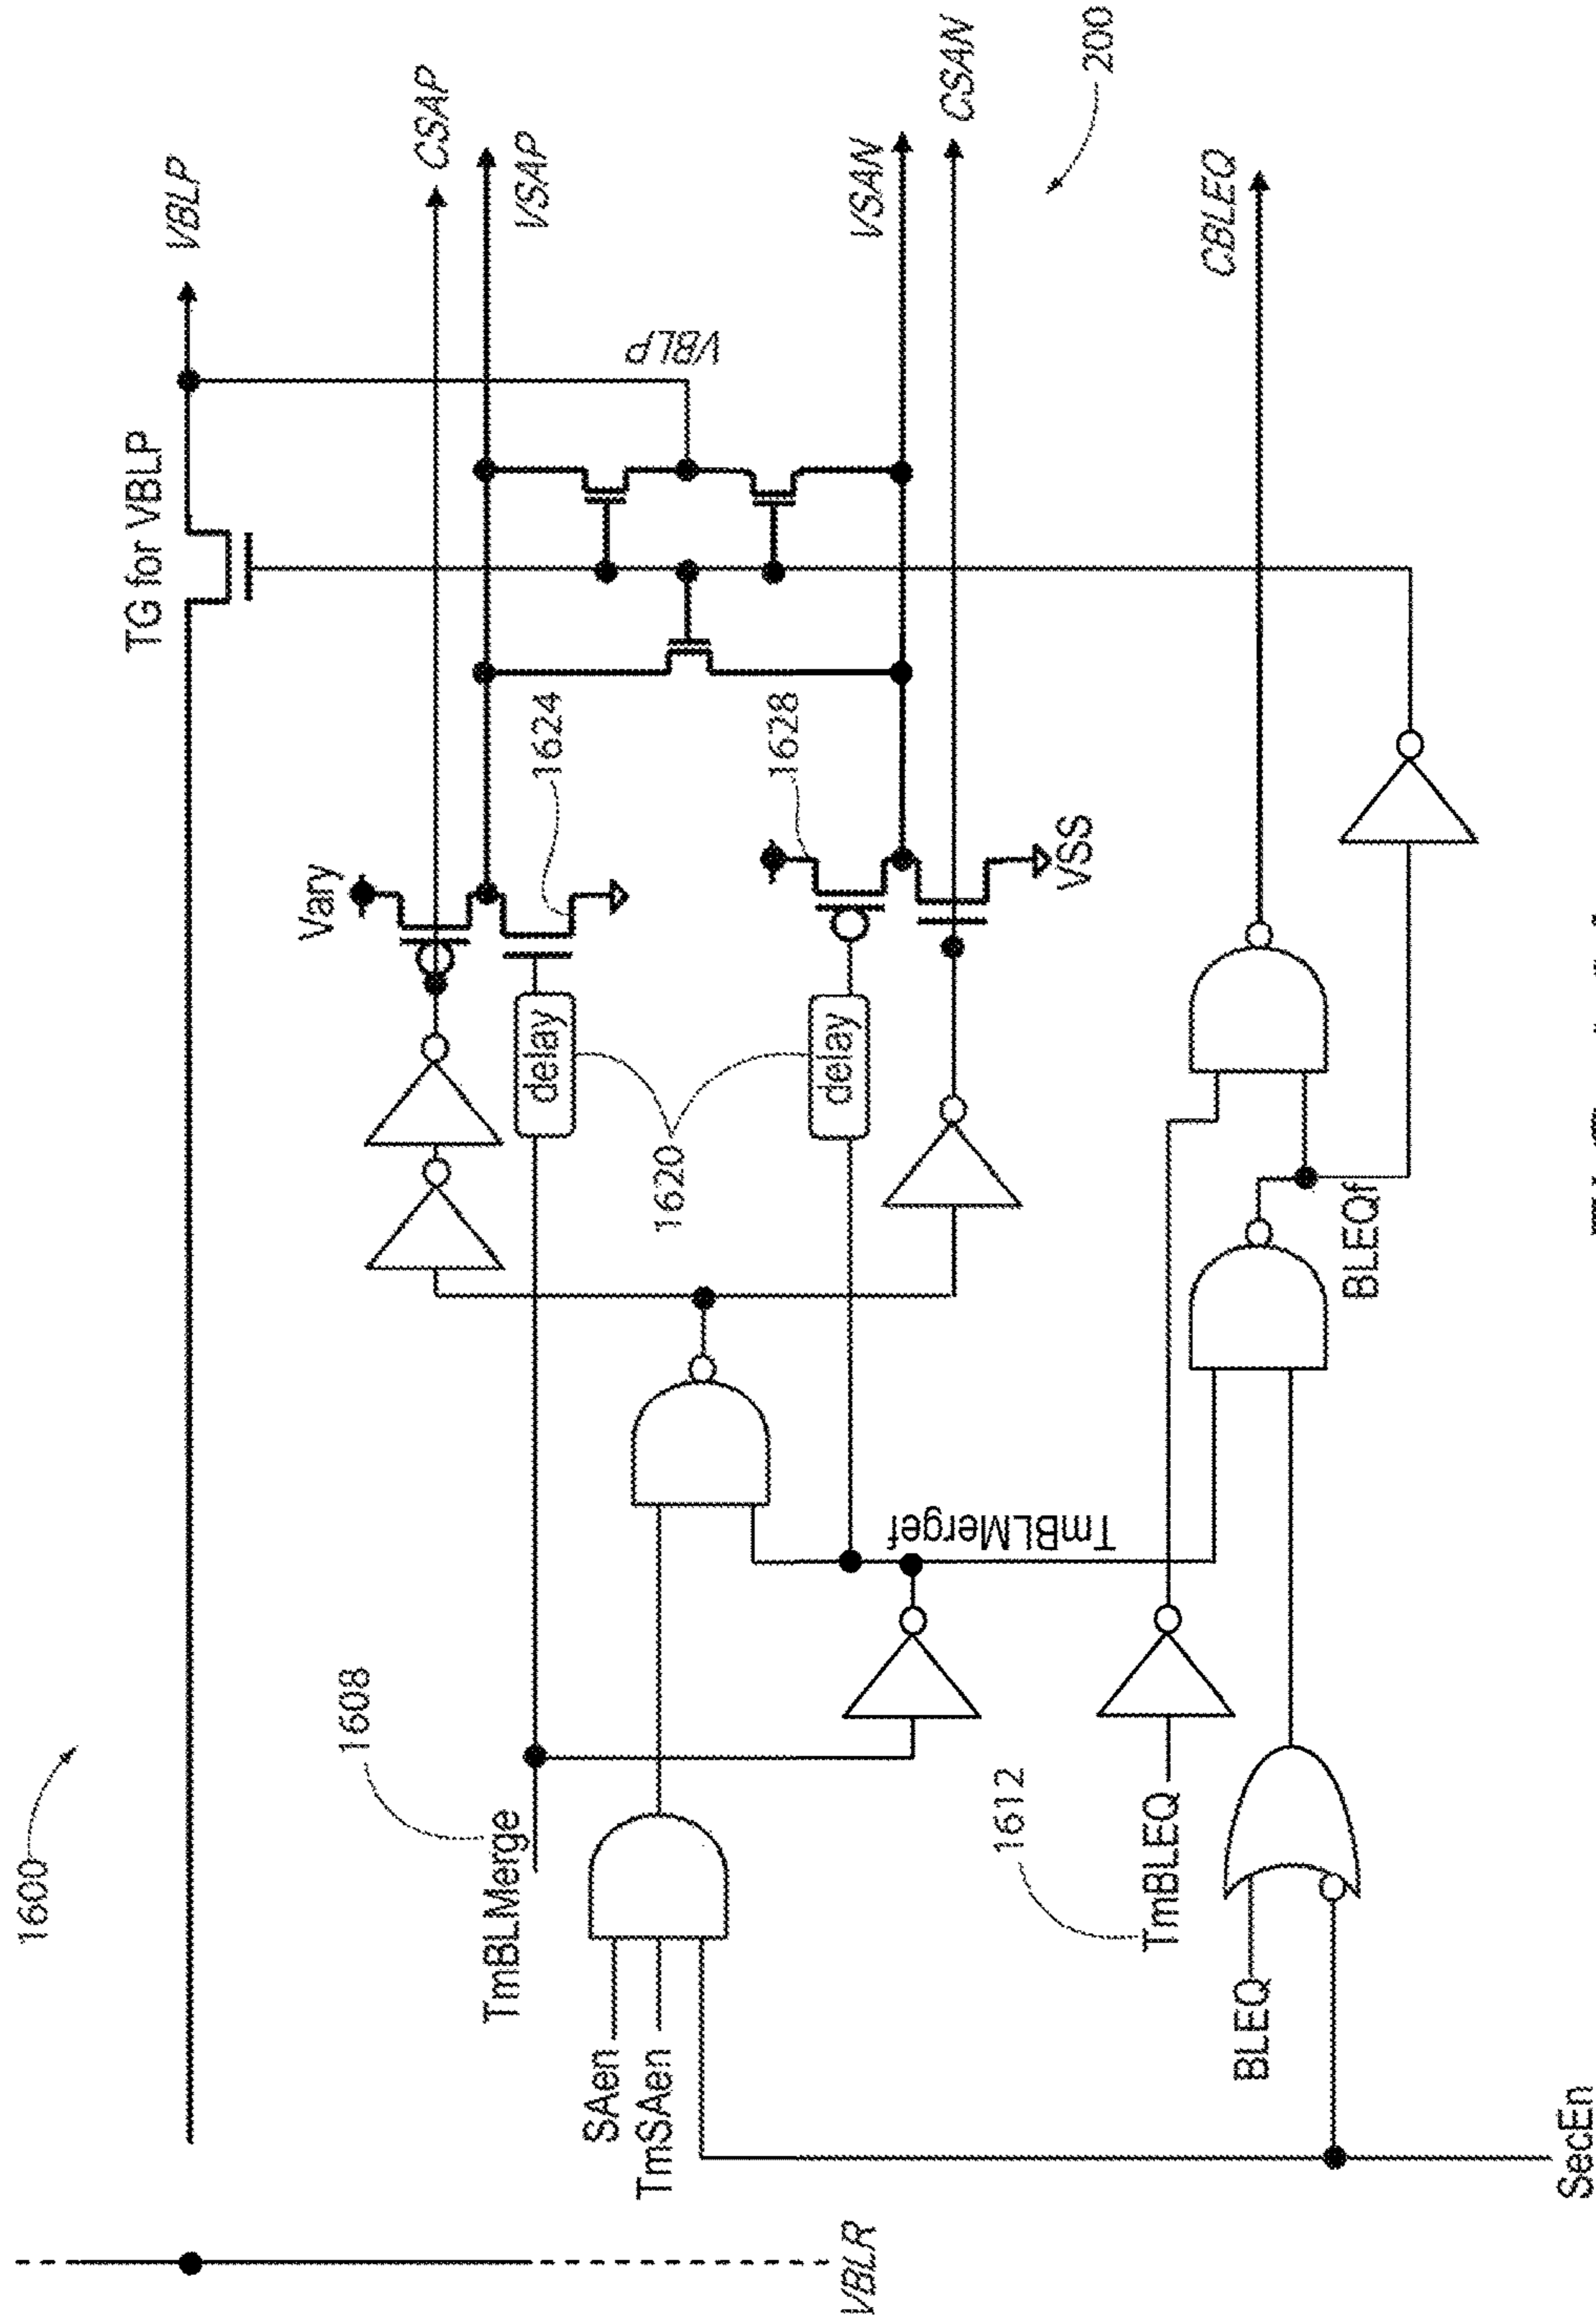 1600
TG for VBLP
VBLP
CSAP
VSAP
VBLP
VSAN
CSAN
200
CBLEQ
Vary
1624
1628
VSS
delay
delay
1620
1608
TmBLMerge
SAen
TmSAen
TmBLMergef
1612
TmBLEQ
BLEQ
BLEQf
SecEn
VBLR